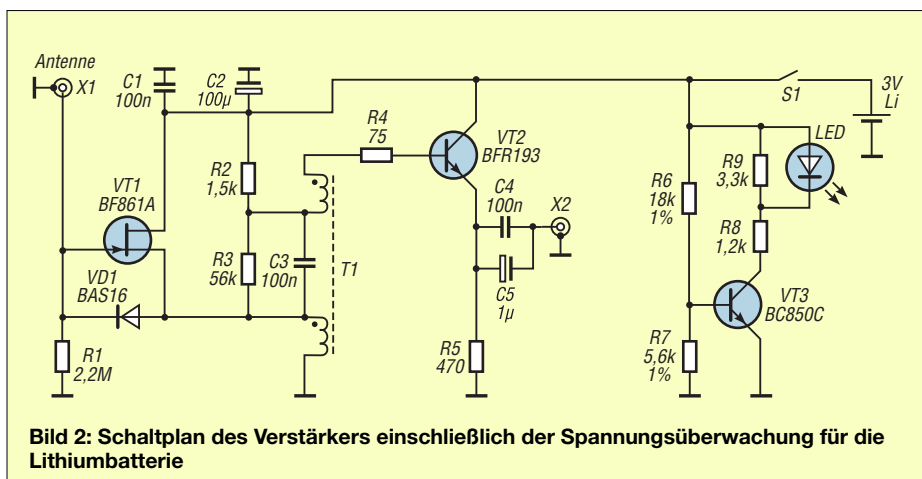 Antenne
X1
C1
100n
C2
100µ
VT1
BF861A
VD1
BAS16
R1
2,2M
R2
1,5k
R3
56k
C3
100n
T1
R4
75
VT2
BFR193
C4
100n
X2
C5
1µ
R5
470
S1
3V
Li
LED
R9
3,3k
R6
18k
1%
R8
1,2k
VT3
BC850C
R7
5,6k
1%
Bild 2: Schaltplan des Verstärkers einschließlich der Spannungsüberwachung für die
Lithiumbatterie